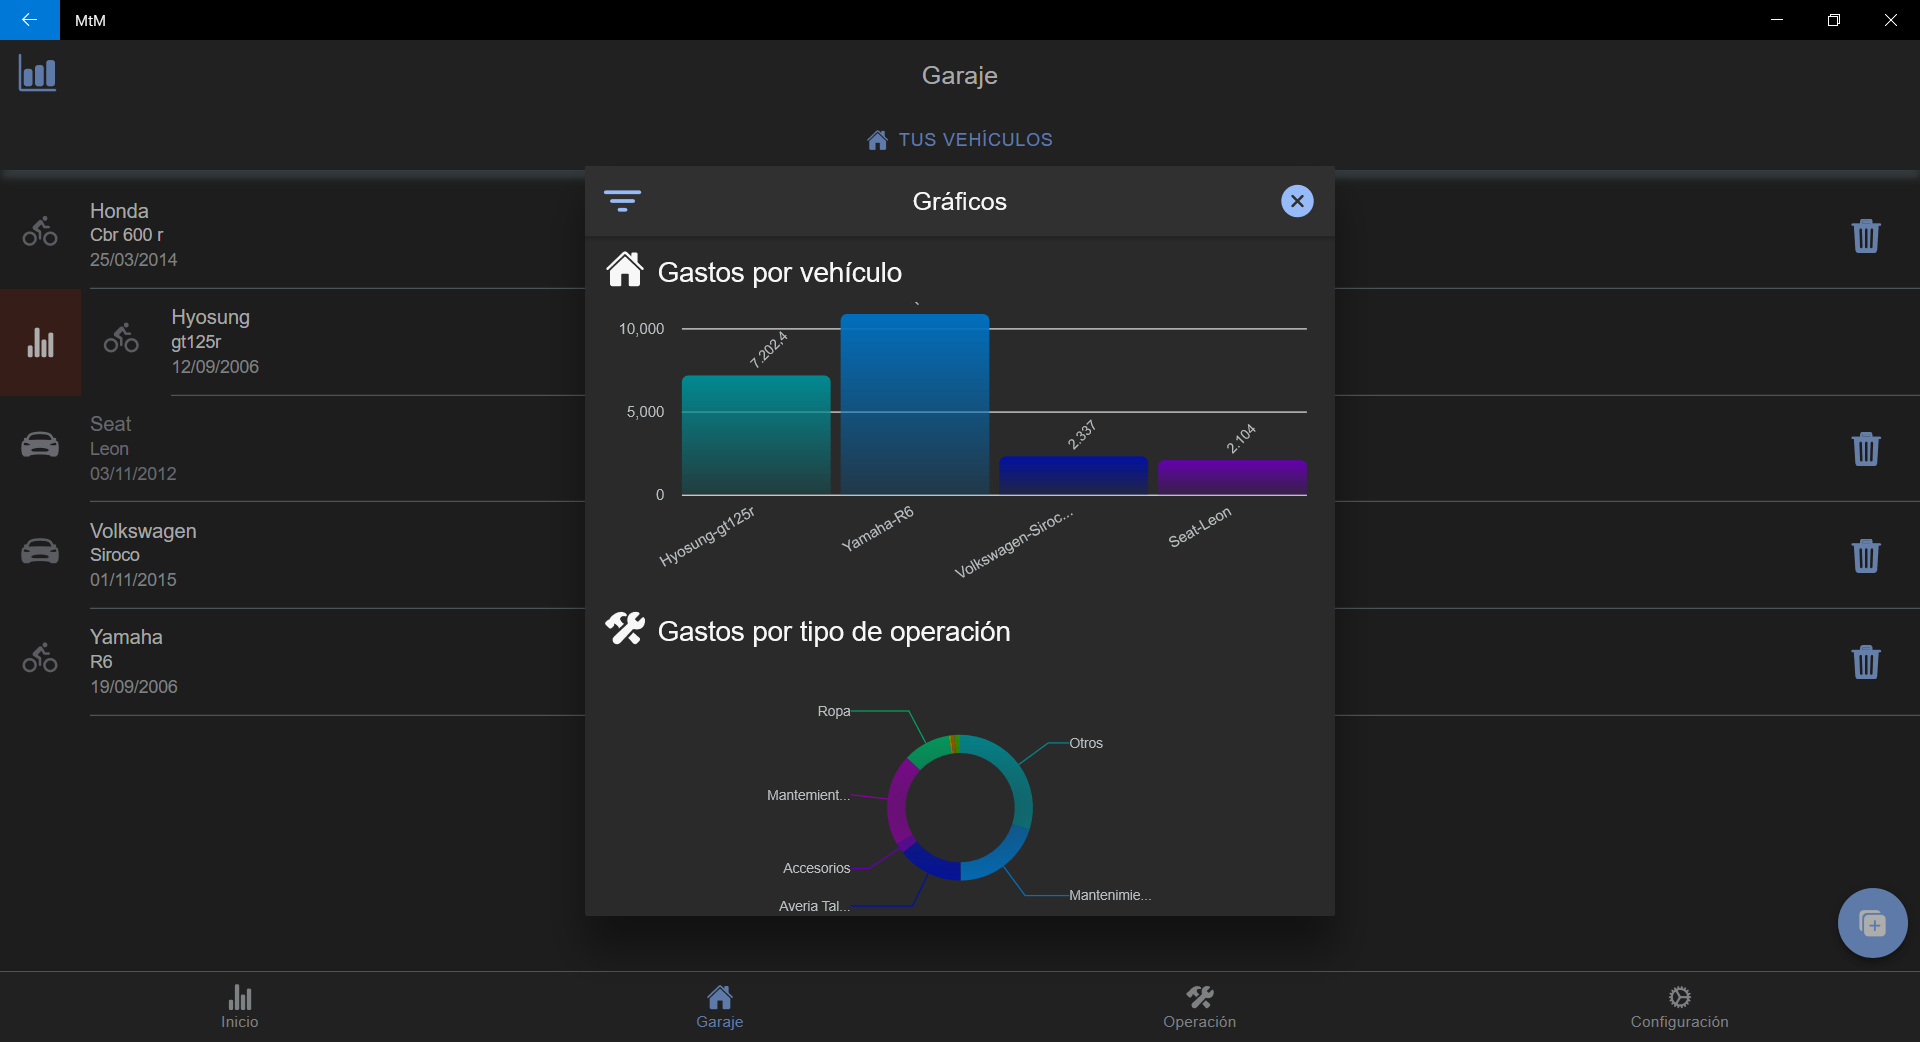 MtM
Garaje
TUS VEHÍCULOS
Honda
Cbr 600 r
25/03/2014
Hyosung
gt125r
12/09/2006
Seat
Leon
03/11/2012
Volkswagen
Siroco
01/11/2015
Yamaha
R6
19/09/2006
Gráficos
Gastos por vehículo
10,000
5,000
0
7.202,4
2.337
2.104
Hyosung-gt125r
Yamaha-R6
Volkswagen-Siroc...
Seat-Leon
Gastos por tipo de operación
Ropa
Otros
Mantemient...
Accesorios
Mantenimie...
Averia Tal...
Inicio
Garaje
Operación
Configuración